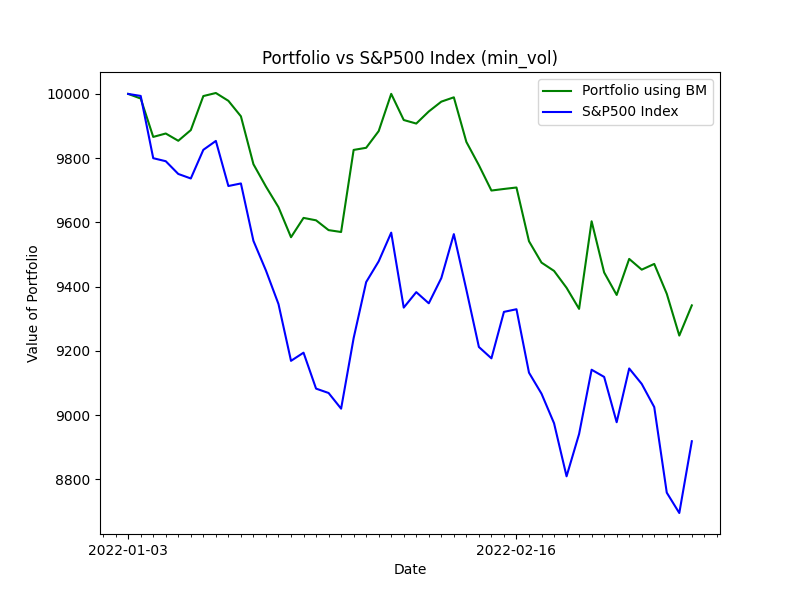 Portfolio vs S&P500 Index (min_vol)
Portfolio using BM
S&P500 Index
Value of Portfolio
10000
9800
9600
9400
9200
9000
8800
2022-01-03
2022-02-16
Date